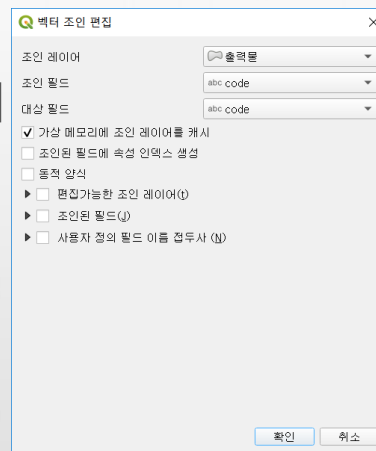 벡터 조인 편집
조인 레이어 출력물
조인 필드 abc code
대상 필드 abc code
가상 메모리에 조인 레이어를 캐시
조인된 필드에 속성 인덱스 생성
동적 양식
편집가능한 조인 레이어(t)
조인된 필드(J)
사용자 정의 필드 이름 접두사 (N)
확인 취소